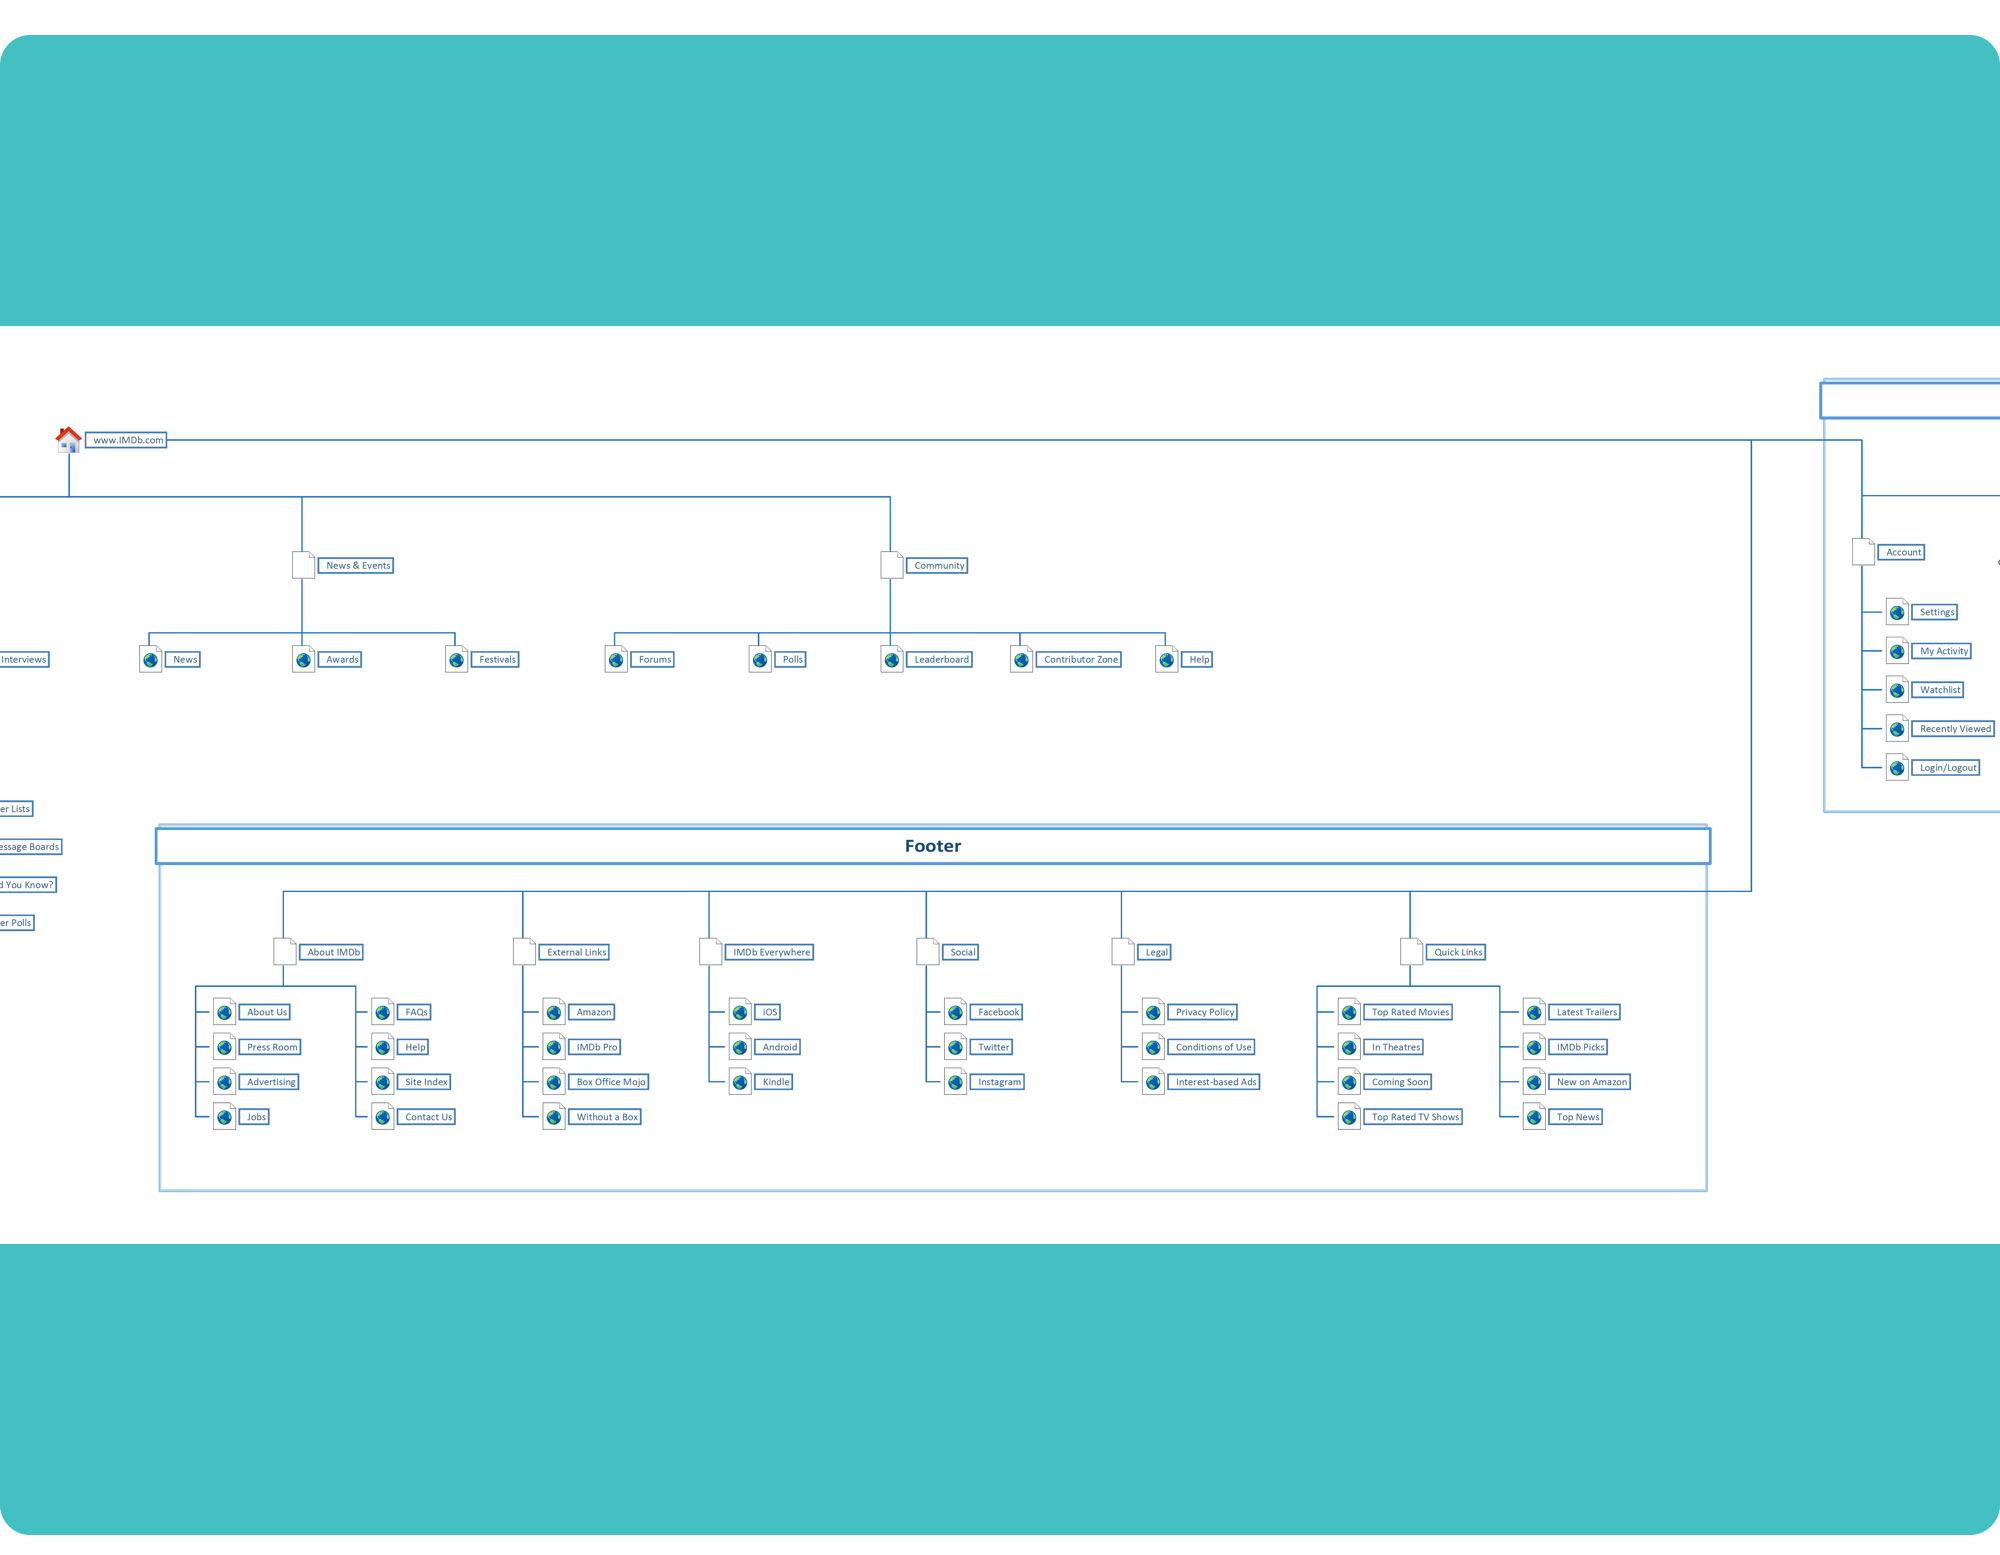 www.IMDb.com
News & Events
Community
Account
Interviews
News
Awards
Festivals
Forums
Polls
Leaderboard
Contributor Zone
Help
Settings
My Activity
Watchlist
Recently Viewed
Login/Logout
er Lists
essage Boards
d You Know?
er Polls
Footer
About IMDb
External Links
IMDb Everywhere
Social
Legal
Quick Links
About Us
Press Room
Advertising
Jobs
FAQs
Help
Site Index
Contact Us
Amazon
IMDb Pro
Box Office Mojo
Without a Box
iOS
Android
Kindle
Facebook
Twitter
Instagram
Privacy Policy
Conditions of Use
Interest-based Ads
Top Rated Movies
In Theatres
Coming Soon
Top Rated TV Shows
Latest Trailers
IMDb Picks
New on Amazon
Top News